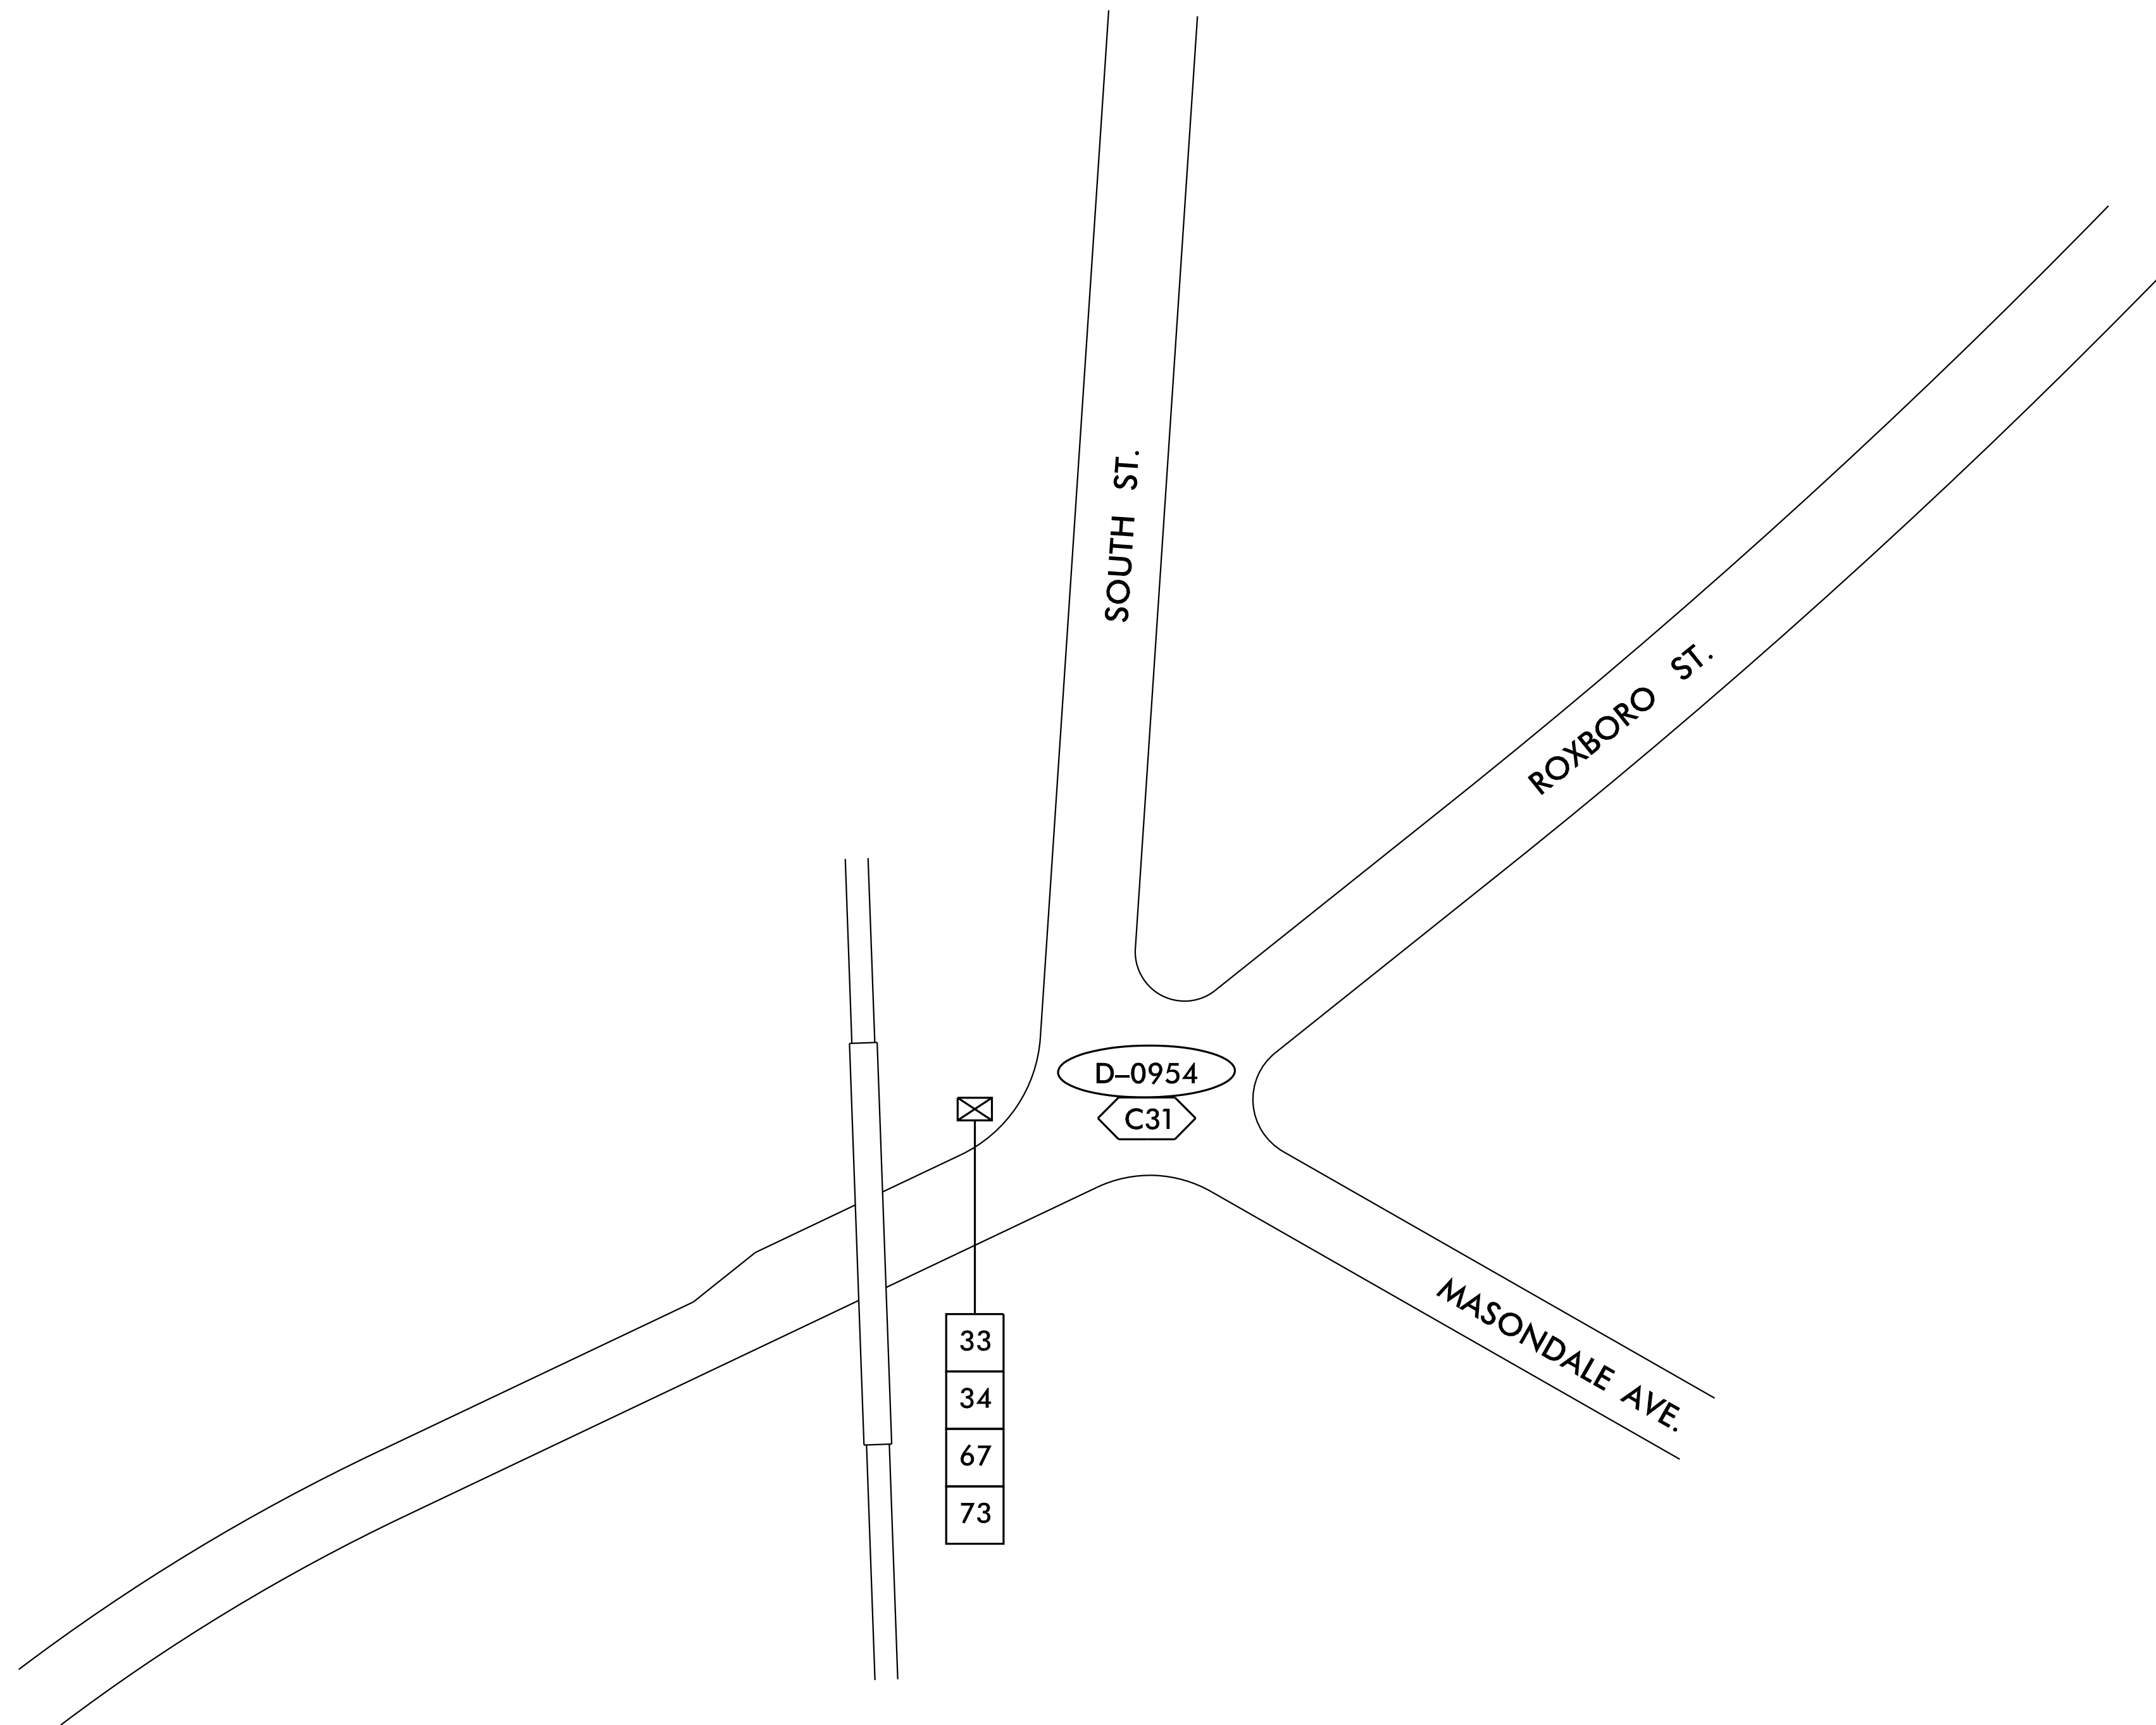 SOUTH ST.
ROXBORO ST.
D–0954
C31
MASONDALE AVE.
33
34
67
73